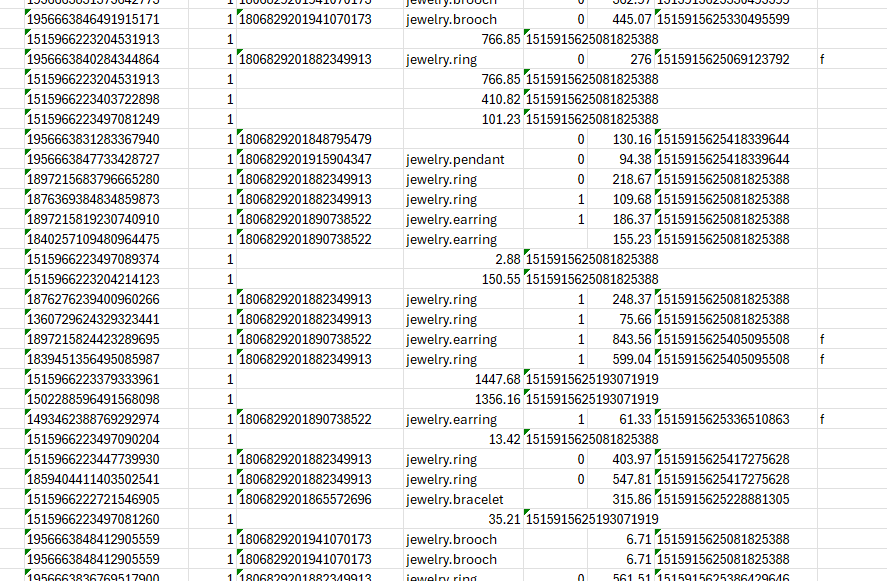 1956663846491915171 1 1806829201941070173 jewelry.brooch 0 445.07 1515915625330495599
1515966223204531913 1 766.85 1515915625081825388
1956663840284344864 1 1806829201882349913 jewelry.ring 0 276 1515915625069123792 f
1515966223204531913 1 766.85 1515915625081825388
1515966223403722898 1 410.82 1515915625081825388
1515966223497081249 1 101.23 1515915625081825388
1956663831283367940 1 1806829201848795479 0 130.16 1515915625418339644
1956663847733428727 1 1806829201915904347 jewelry.pendant 0 94.38 1515915625418339644
1897215683796665280 1 1806829201882349913 jewelry.ring 0 218.67 1515915625081825388
1876369384834859873 1 1806829201882349913 jewelry.ring 1 109.68 1515915625081825388
1897215819230740910 1 1806829201890738522 jewelry.earring 1 186.37 1515915625081825388
1840257109480964475 1 1806829201890738522 jewelry.earring 155.23 1515915625081825388
1515966223497089374 1 2.88 1515915625081825388
1515966223204214123 1 150.55 1515915625081825388
1876276239400960266 1 1806829201882349913 jewelry.ring 1 248.37 1515915625081825388
1360729624329323441 1 1806829201882349913 jewelry.ring 1 75.66 1515915625081825388
1897215824423289695 1 1806829201890738522 jewelry.earring 1 843.56 1515915625405095508 f
1839451356495085987 1 1806829201882349913 jewelry.ring 1 599.04 1515915625405095508 f
1515966223379333961 1 1447.68 1515915625193071919
1502288596491568098 1 1356.16 1515915625193071919
1493462388769292974 1 1806829201890738522 jewelry.earring 1 61.33 1515915625336510863 f
1515966223497090204 1 13.42 1515915625081825388
1515966223447739930 1 1806829201882349913 jewelry.ring 0 403.97 1515915625417275628
1859404411403502541 1 1806829201882349913 jewelry.ring 0 547.81 1515915625417275628
1515966222721546905 1 1806829201865572696 jewelry.bracelet 315.86 1515915625228881305
1515966223497081260 1 35.21 1515915625193071919
1956663848412905559 1 1806829201941070173 jewelry.brooch 6.71 1515915625081825388
1956663848412905559 1 1806829201941070173 jewelry.brooch 6.71 1515915625081825388
1956663836769517900 1 1806829201882349913 jewelry.ring 0 561.51 1515915625386429646